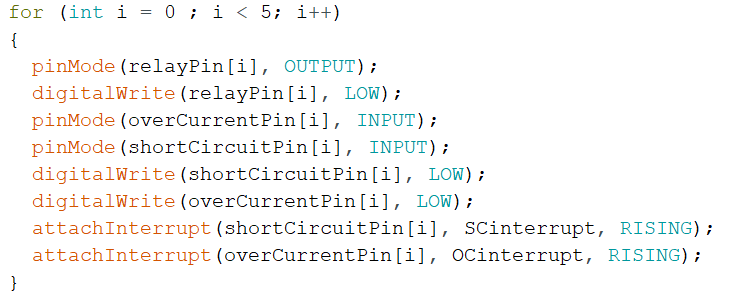 for (int i = 0 ; i < 5; i++)
{
  pinMode(relayPin[i], OUTPUT);
  digitalWrite(relayPin[i], LOW);
  pinMode(overCurrentPin[i], INPUT);
  pinMode(shortCircuitPin[i], INPUT);
  digitalWrite(shortCircuitPin[i], LOW);
  digitalWrite(overCurrentPin[i], LOW);
  attachInterrupt(shortCircuitPin[i], SCinterrupt, RISING);
  attachInterrupt(overCurrentPin[i], OCinterrupt, RISING);
}